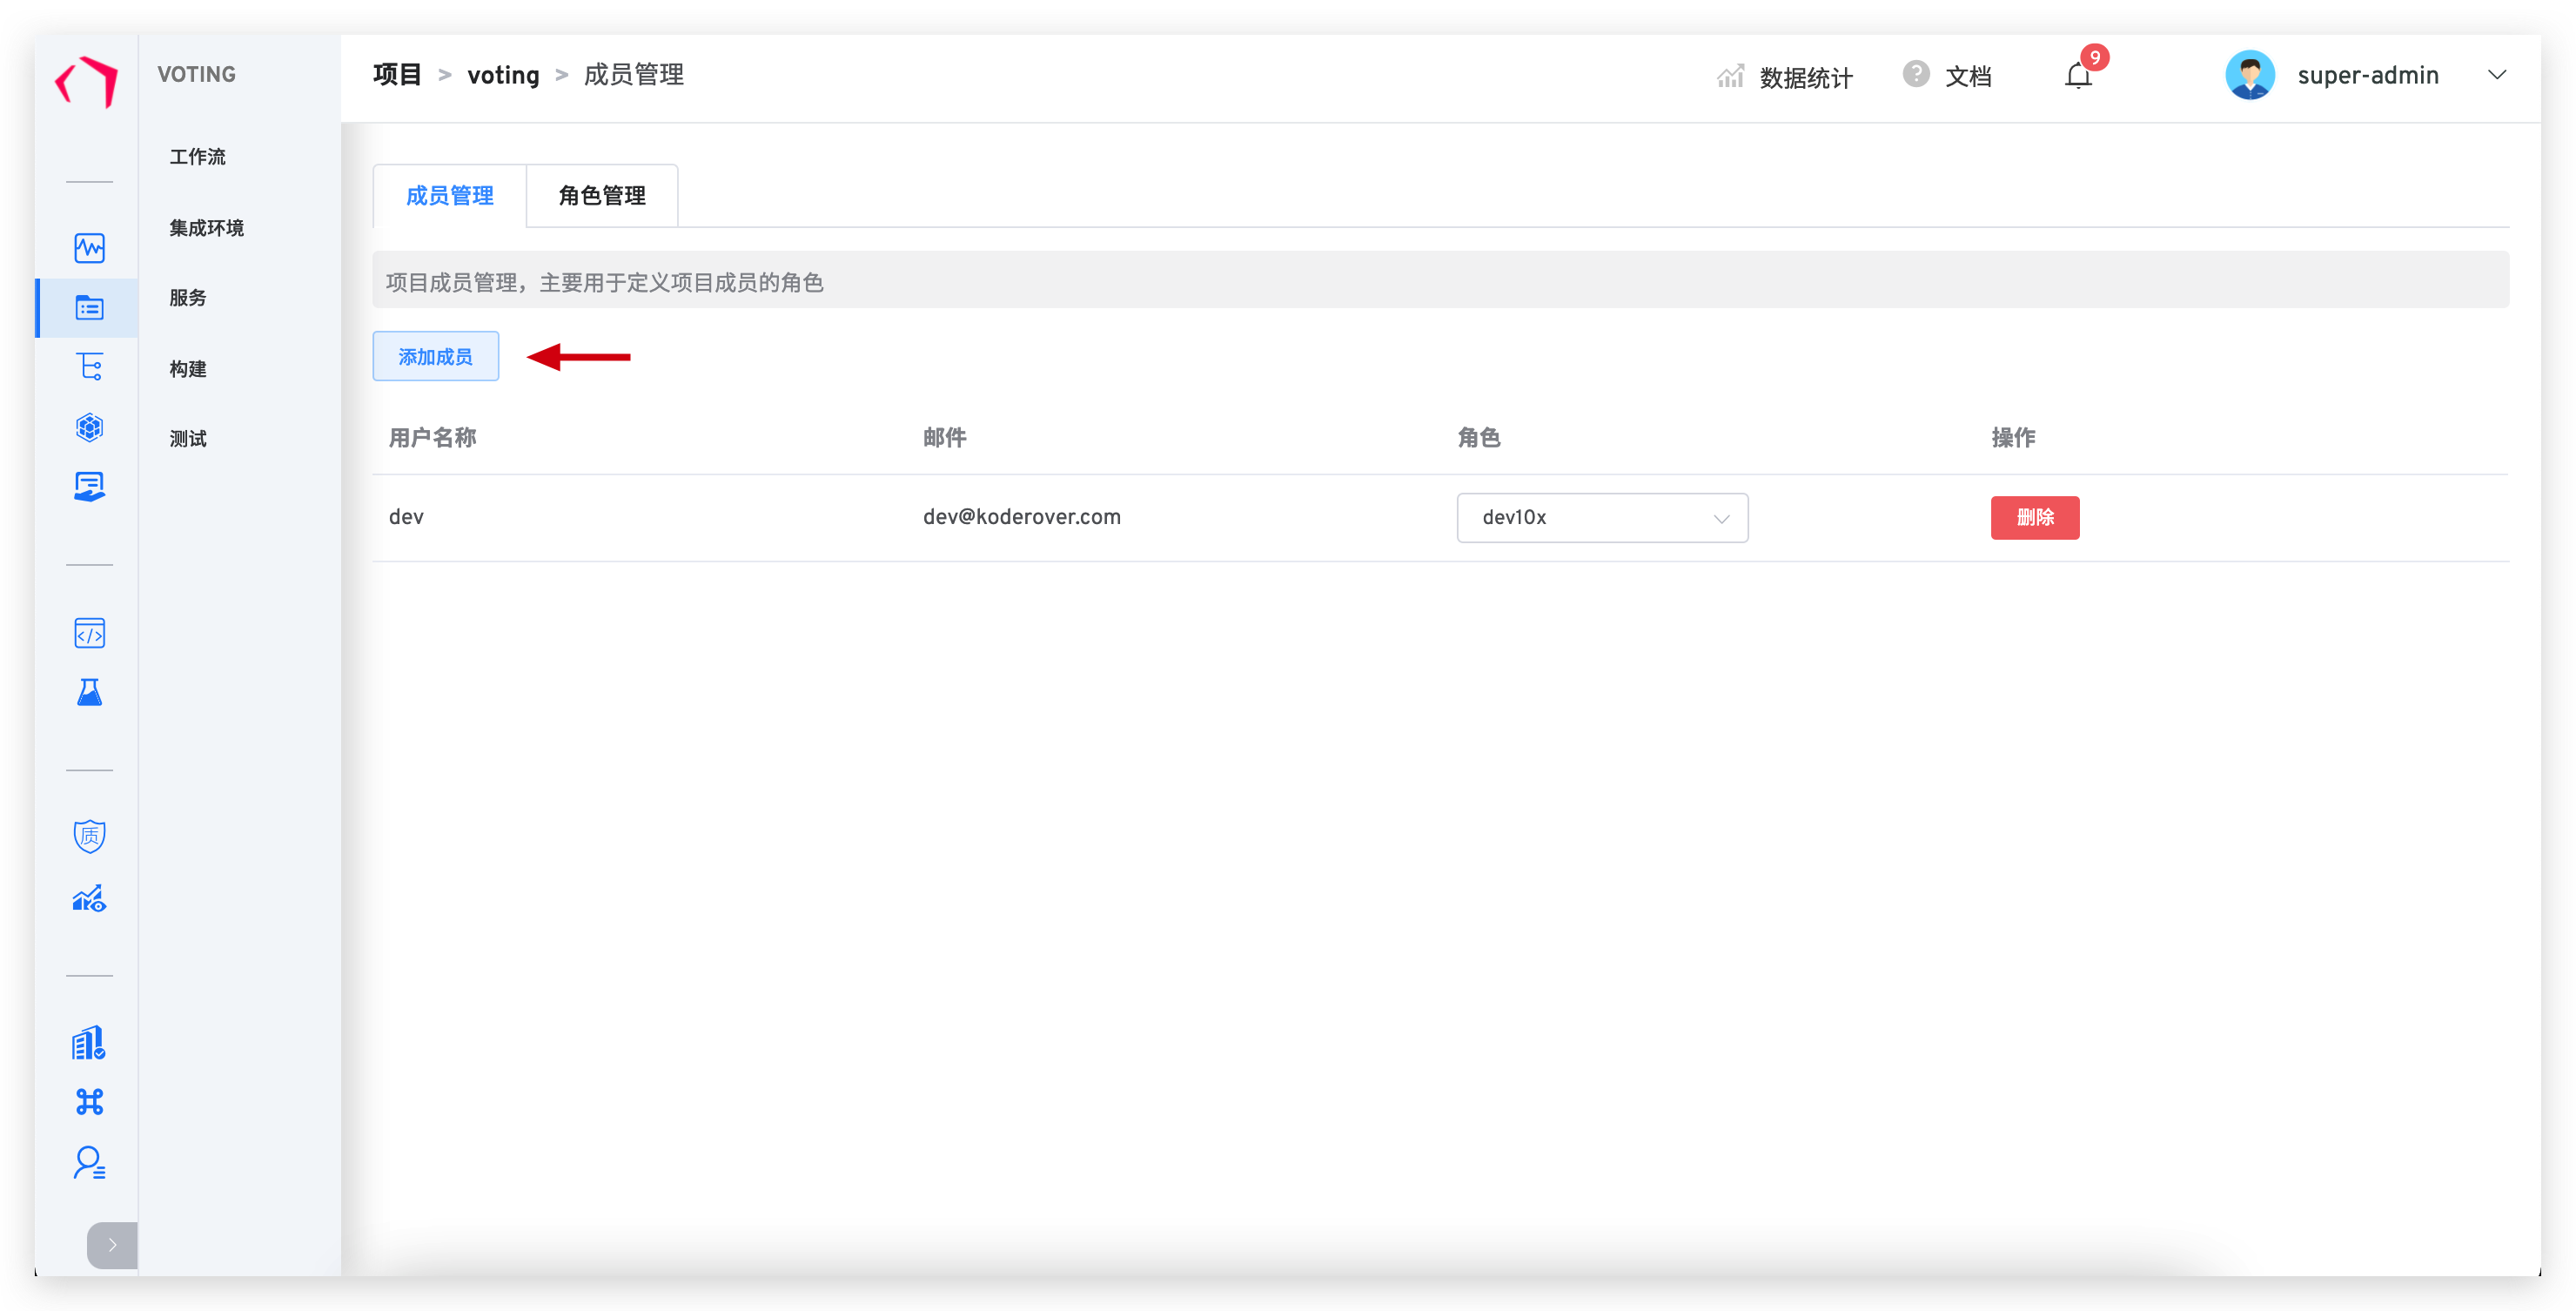 VOTING
工作流
集成环境
服务
构建
测试
质
项目 > voting > 成员管理
数据统计
? 文档
9
super-admin
成员管理 角色管理
项目成员管理，主要用于定义项目成员的角色
添加成员
用户名称 邮件 角色 操作
dev dev@koderover.com dev10x 删除